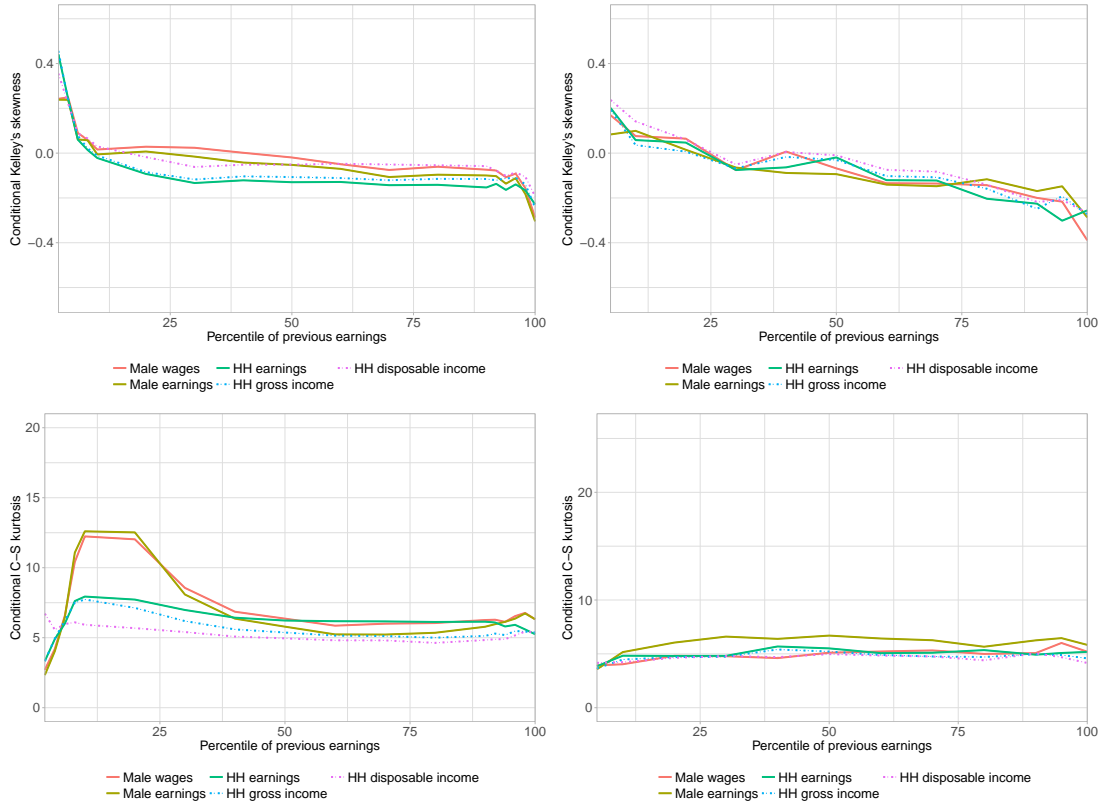 0.4
0.0
−0.4
Conditional Kelley's skewness
25
50
75
100
Percentile of previous earnings
Male wages
HH earnings
HH disposable income
Male earnings
HH gross income
0.4
0.0
−0.4
Conditional Kelley's skewness
25
50
75
100
Percentile of previous earnings
Male wages
HH earnings
HH disposable income
Male earnings
HH gross income
20
15
10
5
0
Conditional C−S kurtosis
25
50
75
100
Percentile of previous earnings
Male wages
HH earnings
HH disposable income
Male earnings
HH gross income
20
10
0
Conditional C−S kurtosis
25
50
75
100
Percentile of previous earnings
Male wages
HH earnings
HH disposable income
Male earnings
HH gross income